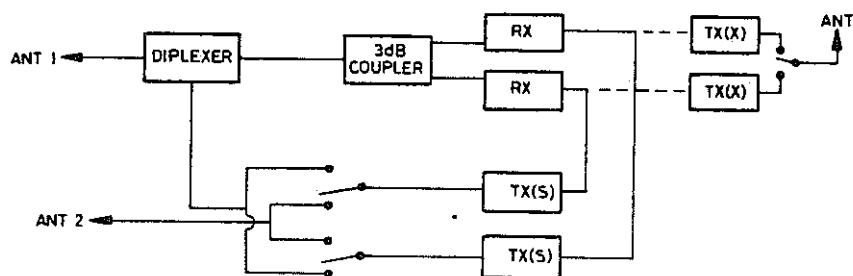 ANT 1
DIPLEXER
3dB
COUPLER
RX
RX
TX(X)
TX(X)
ANT
ANT 2
TX(S)
TX(S)